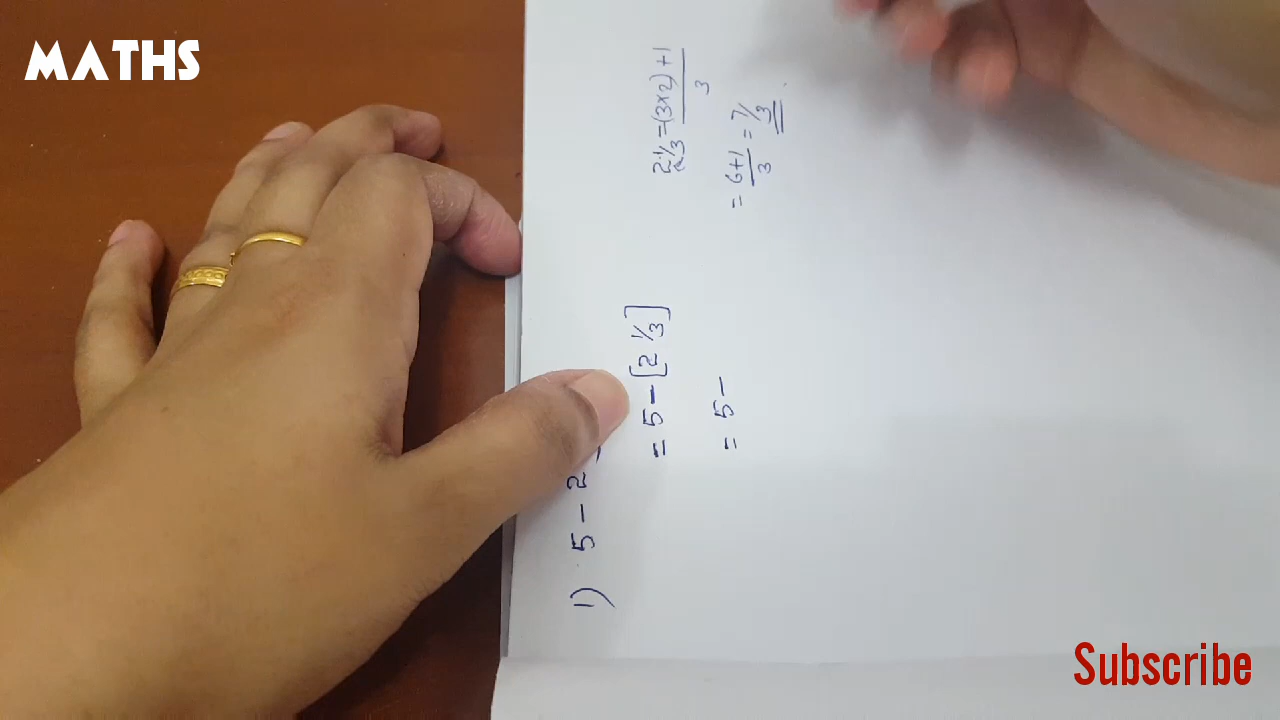 MATHS
1) 5 - 2
= 5 - [2 1/3]
= 5 -
2 1/3 = (3×2)+1/3
= 6+1/3 = 7/3
Subscribe